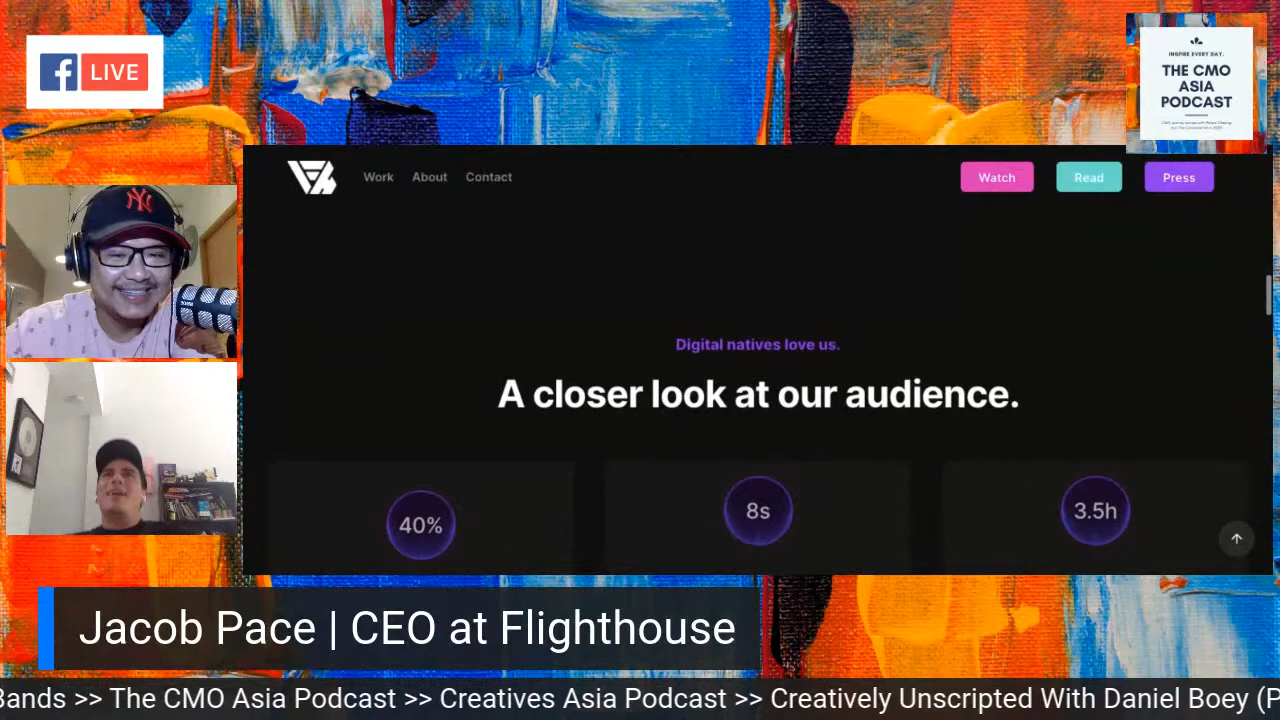 f LIVE
INSPIRE EVERY DAY.
THE CMO
ASIA
PODCAST
Work About Contact
Watch Read Press
Digital natives love us.
A closer look at our audience.
40% 8s 3.5h
Jacob Pace | CEO at Flighthouse
Bands >> The CMO Asia Podcast >> Creatives Asia Podcast >> Creatively Unscripted With Daniel Boey (P